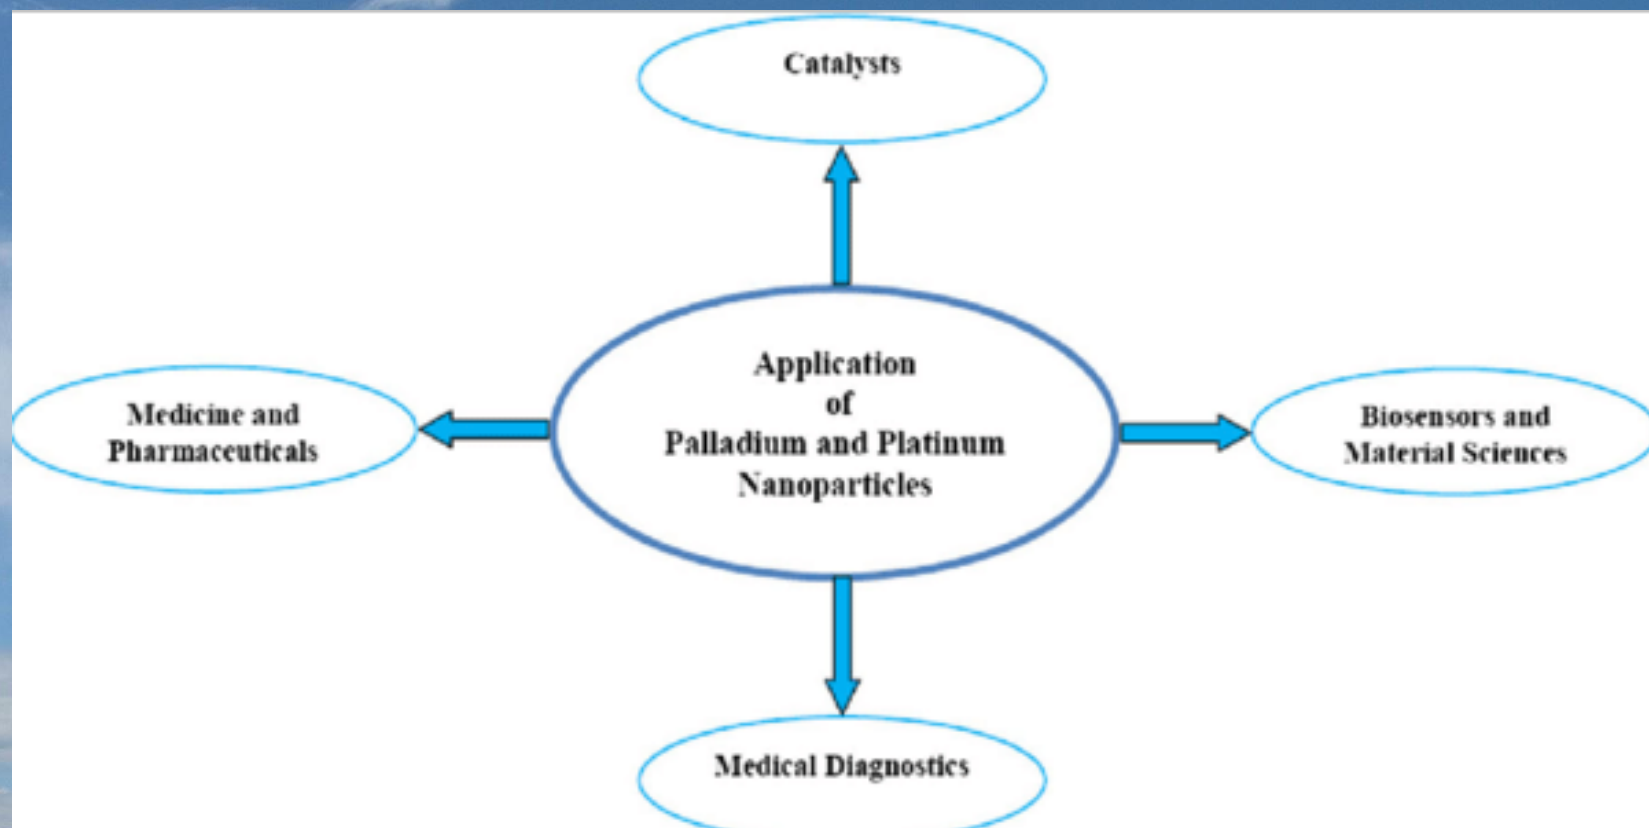 Catalysts
Application
of
Palladium and Platinum
Nanoparticles
Medicine and
Pharmaceuticals
Biosensors and
Material Sciences
Medical Diagnostics